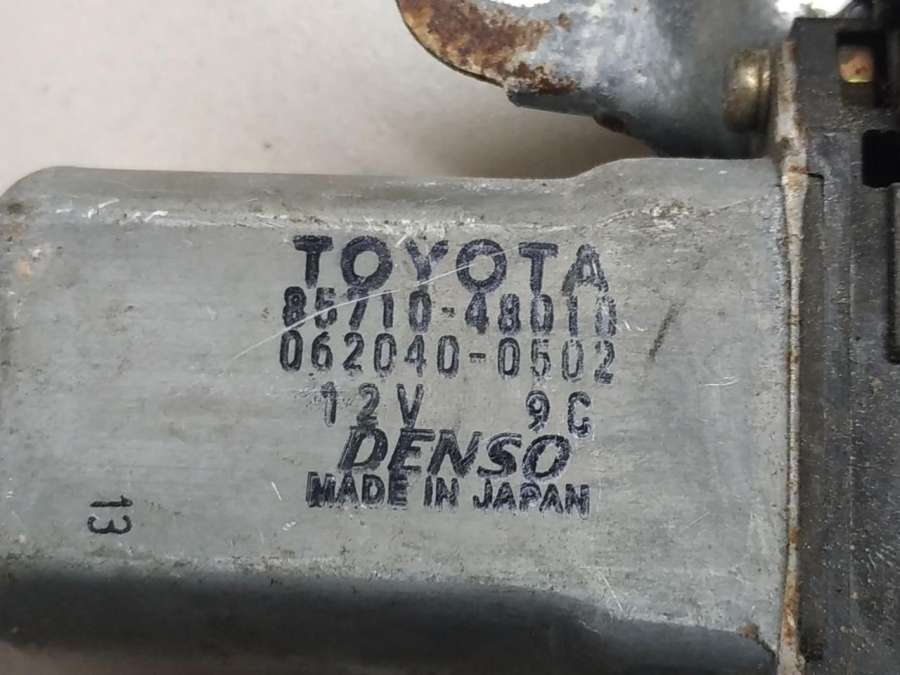 TOYOTA
85710-48010
062040-0502
12V 9C
DENSO
MADE IN JAPAN
13